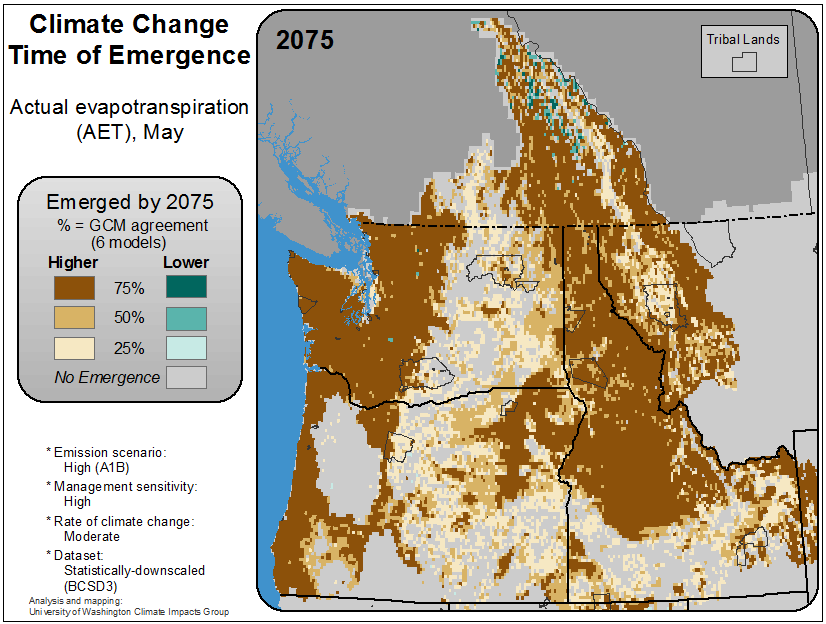 Climate Change
Time of Emergence
Actual evapotranspiration
(AET), May
Emerged by 2075
% = GCM agreement
(6 models)
Higher Lower
75%
50%
25%
No Emergence
* Emission scenario:
High (A1B)
* Management sensitivity:
High
* Rate of climate change:
Moderate
* Dataset:
Statistically-downscaled
(BCSD3)
Analysis and mapping:
University of Washington Climate Impacts Group
2075
Tribal Lands